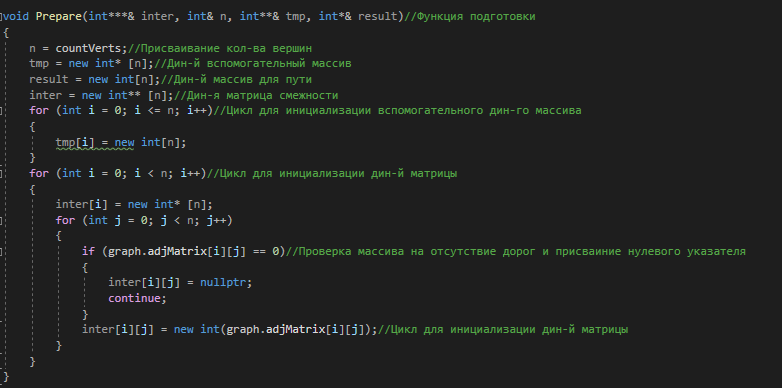 void Prepare(int***& inter, int& n, int**& tmp, int*& result)//Функция подготовки
{
n = countVerts;//Присваивание кол-ва вершин
tmp = new int* [n];//Дин-й вспомогательный массив
result = new int[n];//Дин-й массив для пути
inter = new int** [n];//Дин-я матрица смежности
for (int i = 0; i <= n; i++)//Цикл для инициализации вспомогательного дин-го массива
{
tmp[i] = new int[n];
}
for (int i = 0; i < n; i++)//Цикл для инициализации дин-й матрицы
{
inter[i] = new int* [n];
for (int j = 0; j < n; j++)
{
if (graph.adjMatrix[i][j] == 0)//Проверка массива на отсутствие дорог и присваиние нулевого указателя
{
inter[i][j] = nullptr;
continue;
}
inter[i][j] = new int(graph.adjMatrix[i][j]);//Цикл для инициализации дин-й матрицы
}
}
}